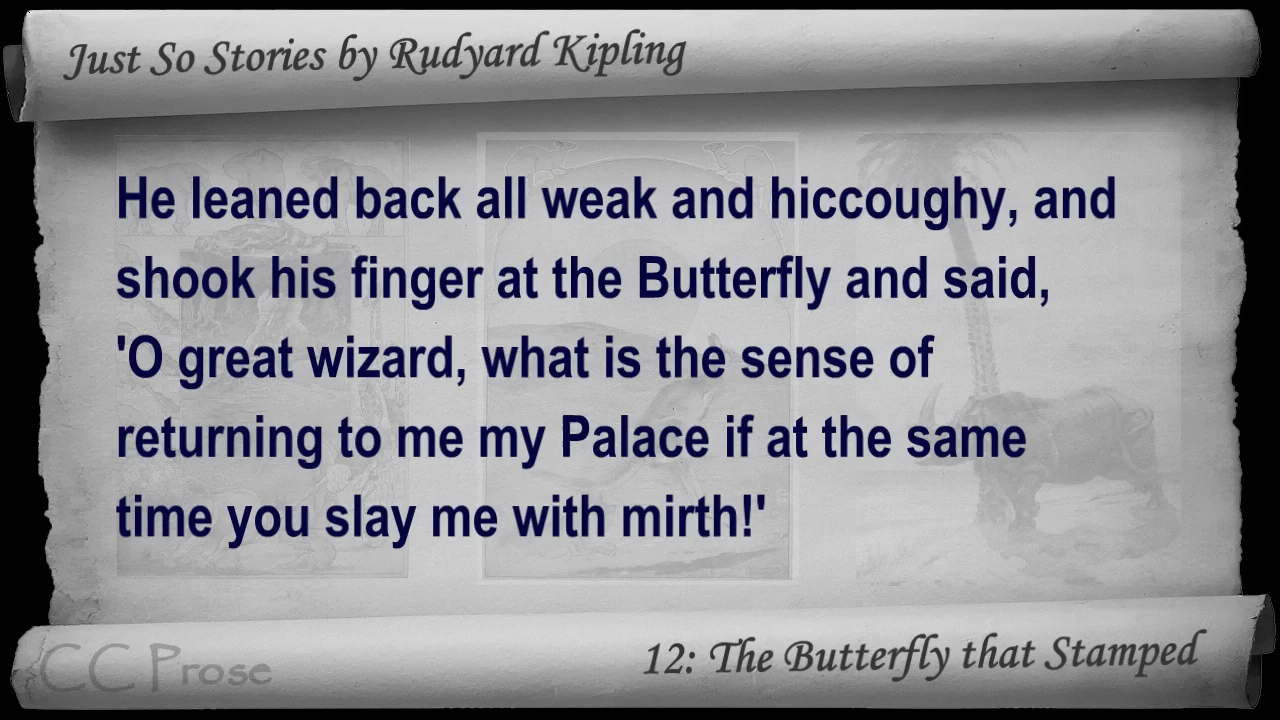 Just So Stories by Rudyard Kipling
He leaned back all weak and hiccoughy, and
shook his finger at the Butterfly and said,
'O great wizard, what is the sense of
returning to me my Palace if at the same
time you slay me with mirth!'
CC Prose
12: The Butterfly that Stamped